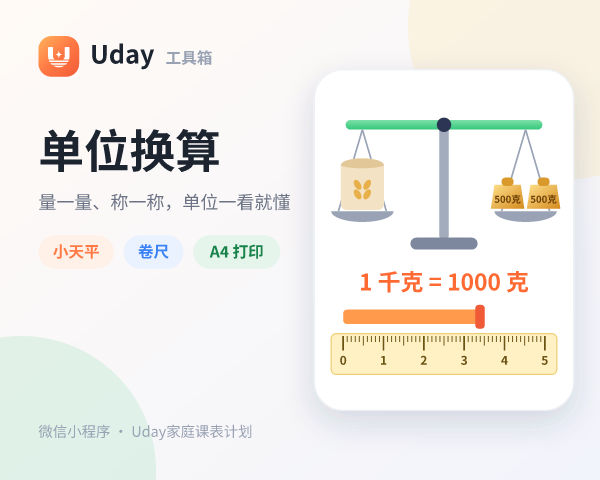 Uday 工具箱
单位换算
量一量、称一称，单位一看就懂
小天平 卷尺 A4 打印
500克 500克
1 千克 = 1000 克
0 1 2 3 4 5
微信小程序 · Uday家庭课表计划